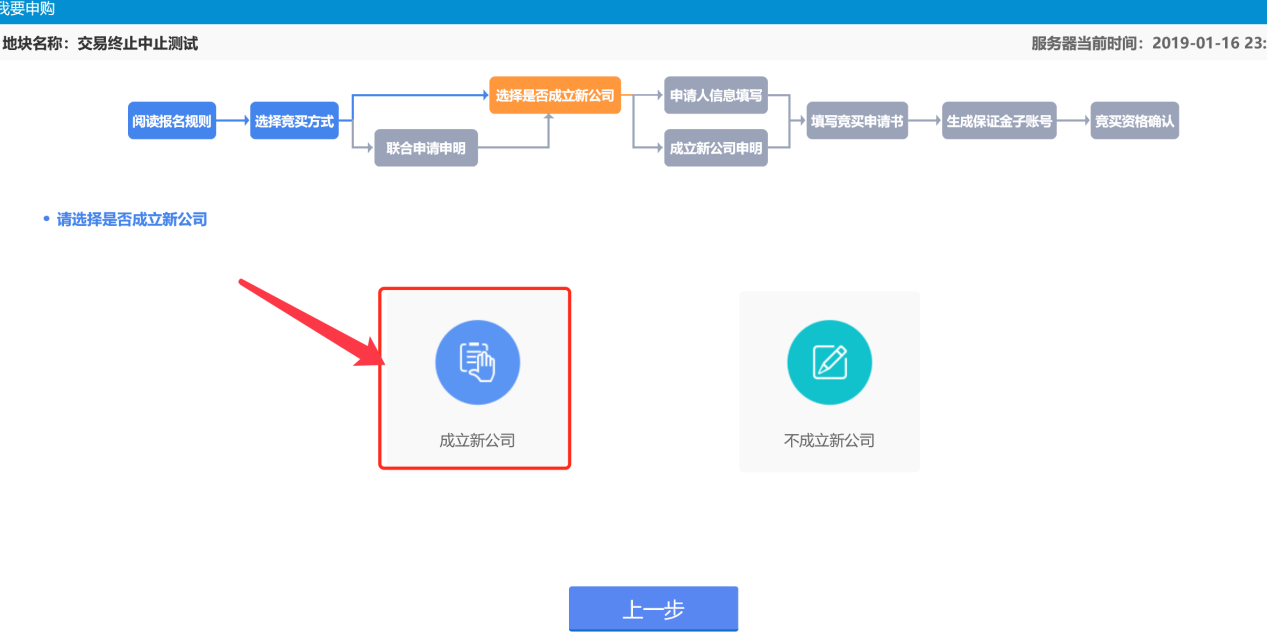 我要申购
地块名称：交易终止中止测试
服务器当前时间：2019-01-16 23:
阅读报名规则
选择竞买方式
联合申请申明
选择是否成立新公司
申请人信息填写
成立新公司申明
填写竞买申请书
生成保证金子账号
竞买资格确认
请选择是否成立新公司
成立新公司
不成立新公司
上一步